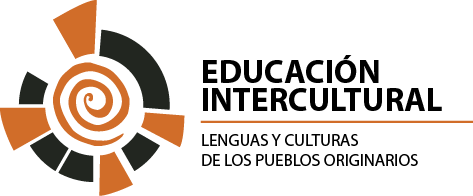 EDUCACIÓN
INTERCULTURAL
LENGUAS Y CULTURAS
DE LOS PUEBLOS ORIGINARIOS